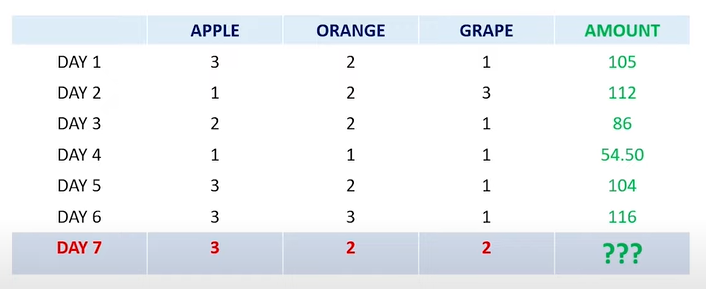 APPLE ORANGE GRAPE AMOUNT
DAY 1 3 2 1 105
DAY 2 1 2 3 112
DAY 3 2 2 1 86
DAY 4 1 1 1 54.50
DAY 5 3 2 1 104
DAY 6 3 3 1 116
DAY 7 3 2 2 ???